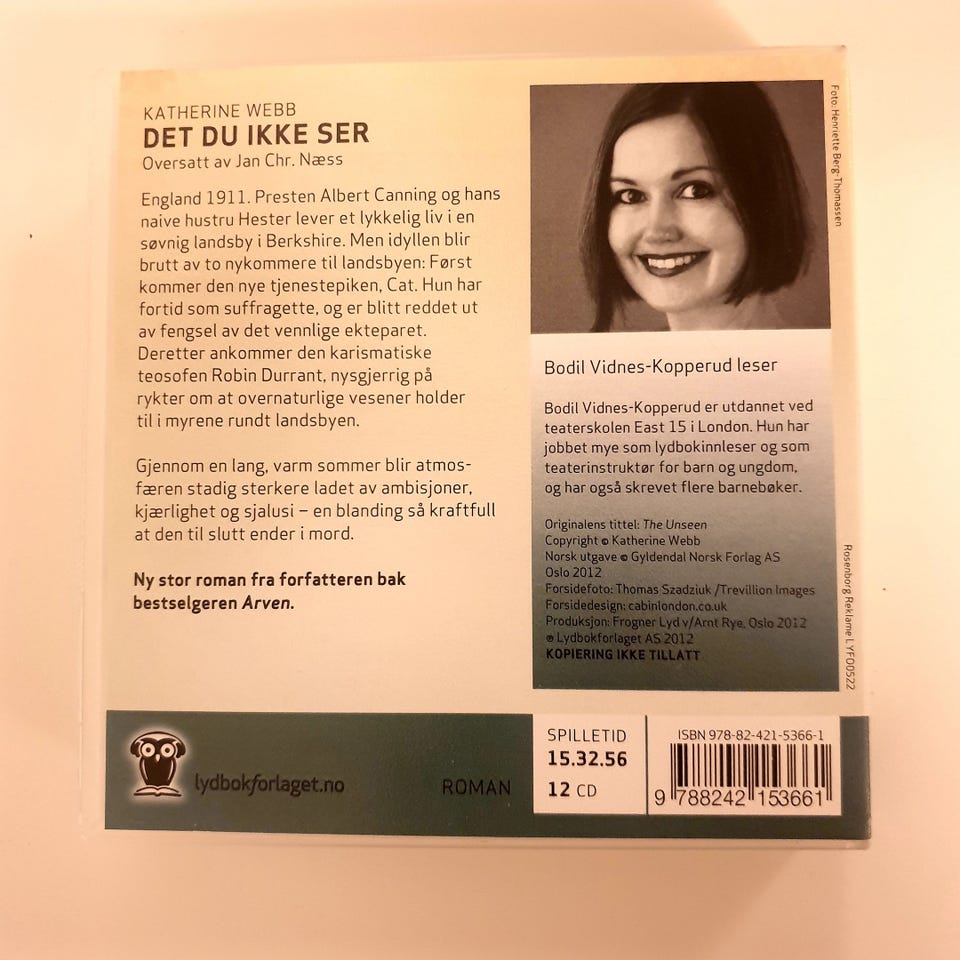 KATHERINE WEBB
DET DU IKKE SER
Oversatt av Jan Chr. Næss
England 1911. Presten Albert Canning og hans
naive hustru Hester lever et lykkelig liv i en
søvnig landsby i Berkshire. Men idyllen blir
brutt av to nykommere til landsbyen: Først
kommer den nye tjenestepiken, Cat. Hun har
fortid som suffragette, og er blitt reddet ut
av fengsel av det vennlige ekteparet.
Deretter ankommer den karismatiske
teosofen Robin Durrant, nysgjerrig på
rykter om at overnaturlige vesener holder
til i myrene rundt landsbyen.
Gjennom en lang, varm sommer blir atmos-
færen stadig sterkere ladet av ambisjoner,
kjærlighet og sjalusi – en blanding så kraftfull
at den til slutt ender i mord.
Ny stor roman fra forfatteren bak
bestselgeren Arven.
Foto: Henriette Berg-Thomassen
Bodil Vidnes-Kopperud leser
Bodil Vidnes-Kopperud er utdannet ved
teaterskolen East 15 i London. Hun har
jobbet mye som lydbokinnleser og som
teaterinstruktør for barn og ungdom,
og har også skrevet flere barnebøker.
Originalens tittel: The Unseen
Copyright © Katherine Webb
Norsk utgave © Gyldendal Norsk Forlag AS
Oslo 2012
Forsidefoto: Thomas Szadziuk /Trevillion Images
Forsidedesign: cabinlondon.co.uk
Produksjon: Frogner Lyd v/Arnt Rye, Oslo 2012
℗ Lydbokforlaget AS 2012
KOPIERING IKKE TILLATT
Rosenborg Reklame LYF00522
lydbokforlaget.no
ROMAN
SPILLETID
15.32.56
12 CD
ISBN 978-82-421-5366-1
9 788242 153661